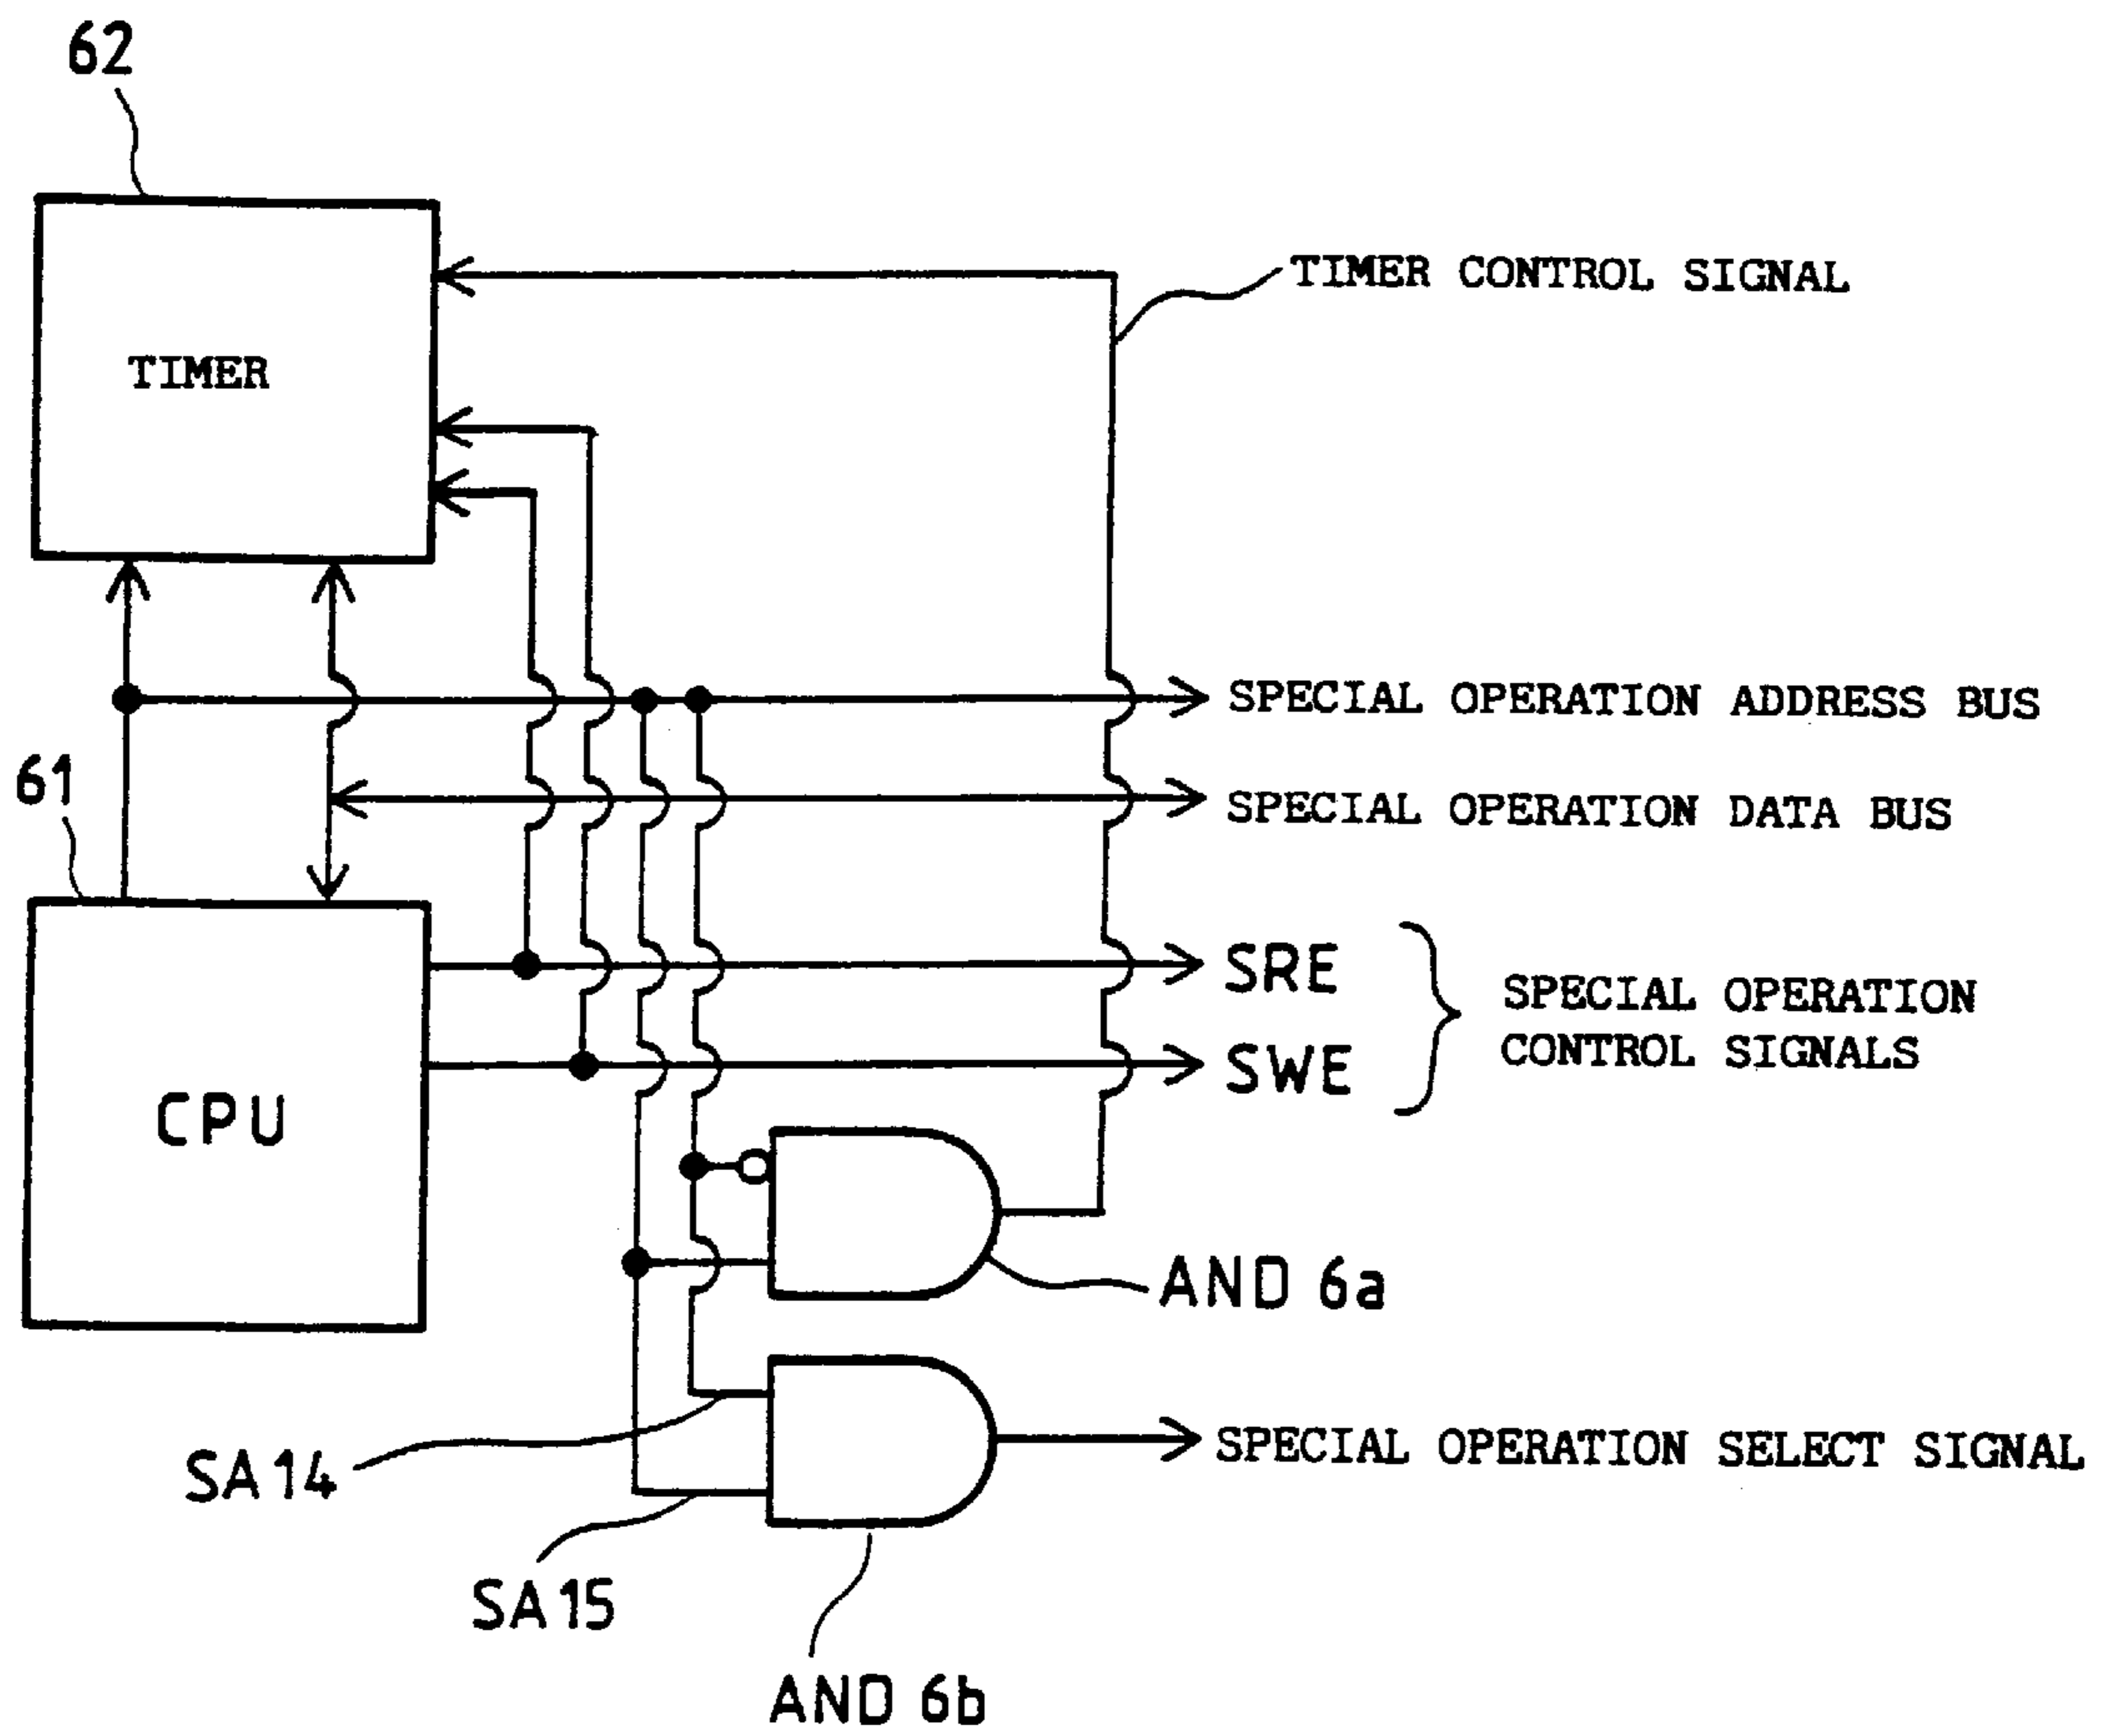 62
TIMER CONTROL SIGNAL
TIMER
SPECIAL OPERATION ADDRESS BUS
61
SPECIAL OPERATION DATA BUS
SRE
SPECIAL OPERATION
CONTROL SIGNALS
SWE
CPU
AND 6a
SPECIAL OPERATION SELECT SIGNAL
SA14
SA15
AND 6b